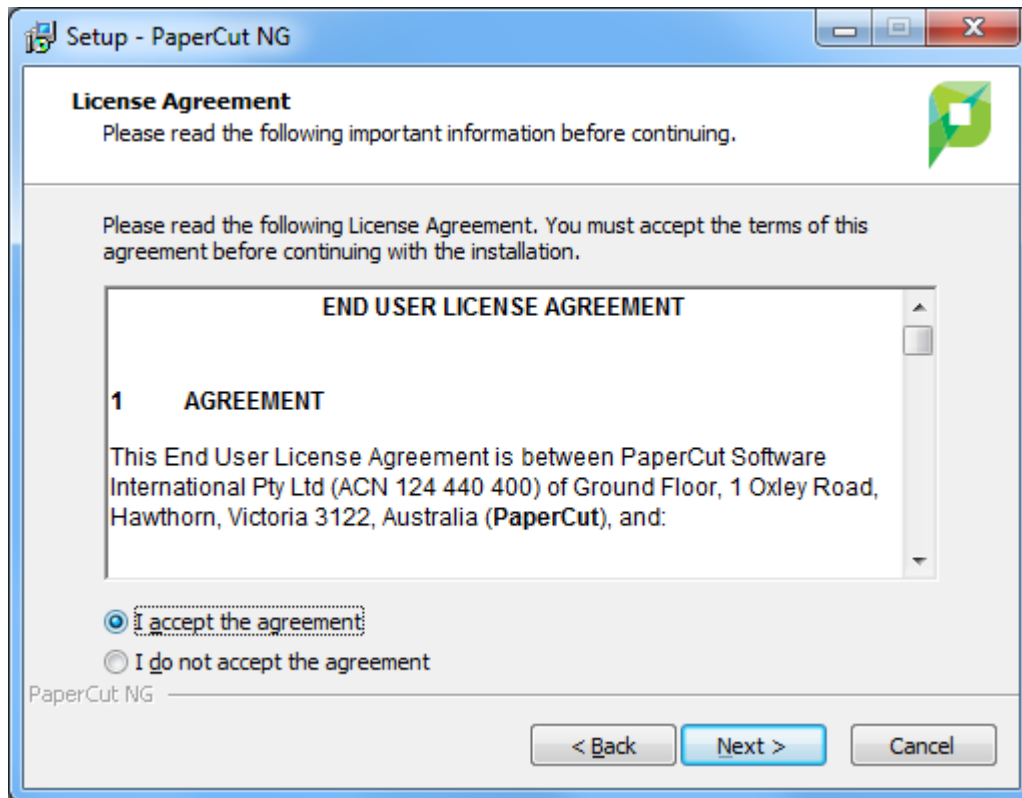 Setup - PaperCut NG
License Agreement
Please read the following important information before continuing.
Please read the following License Agreement. You must accept the terms of this
agreement before continuing with the installation.
END USER LICENSE AGREEMENT
1 AGREEMENT
This End User License Agreement is between PaperCut Software
International Pty Ltd (ACN 124 440 400) of Ground Floor, 1 Oxley Road,
Hawthorn, Victoria 3122, Australia (PaperCut), and:
I accept the agreement
I do not accept the agreement
PaperCut NG
< Back Next > Cancel